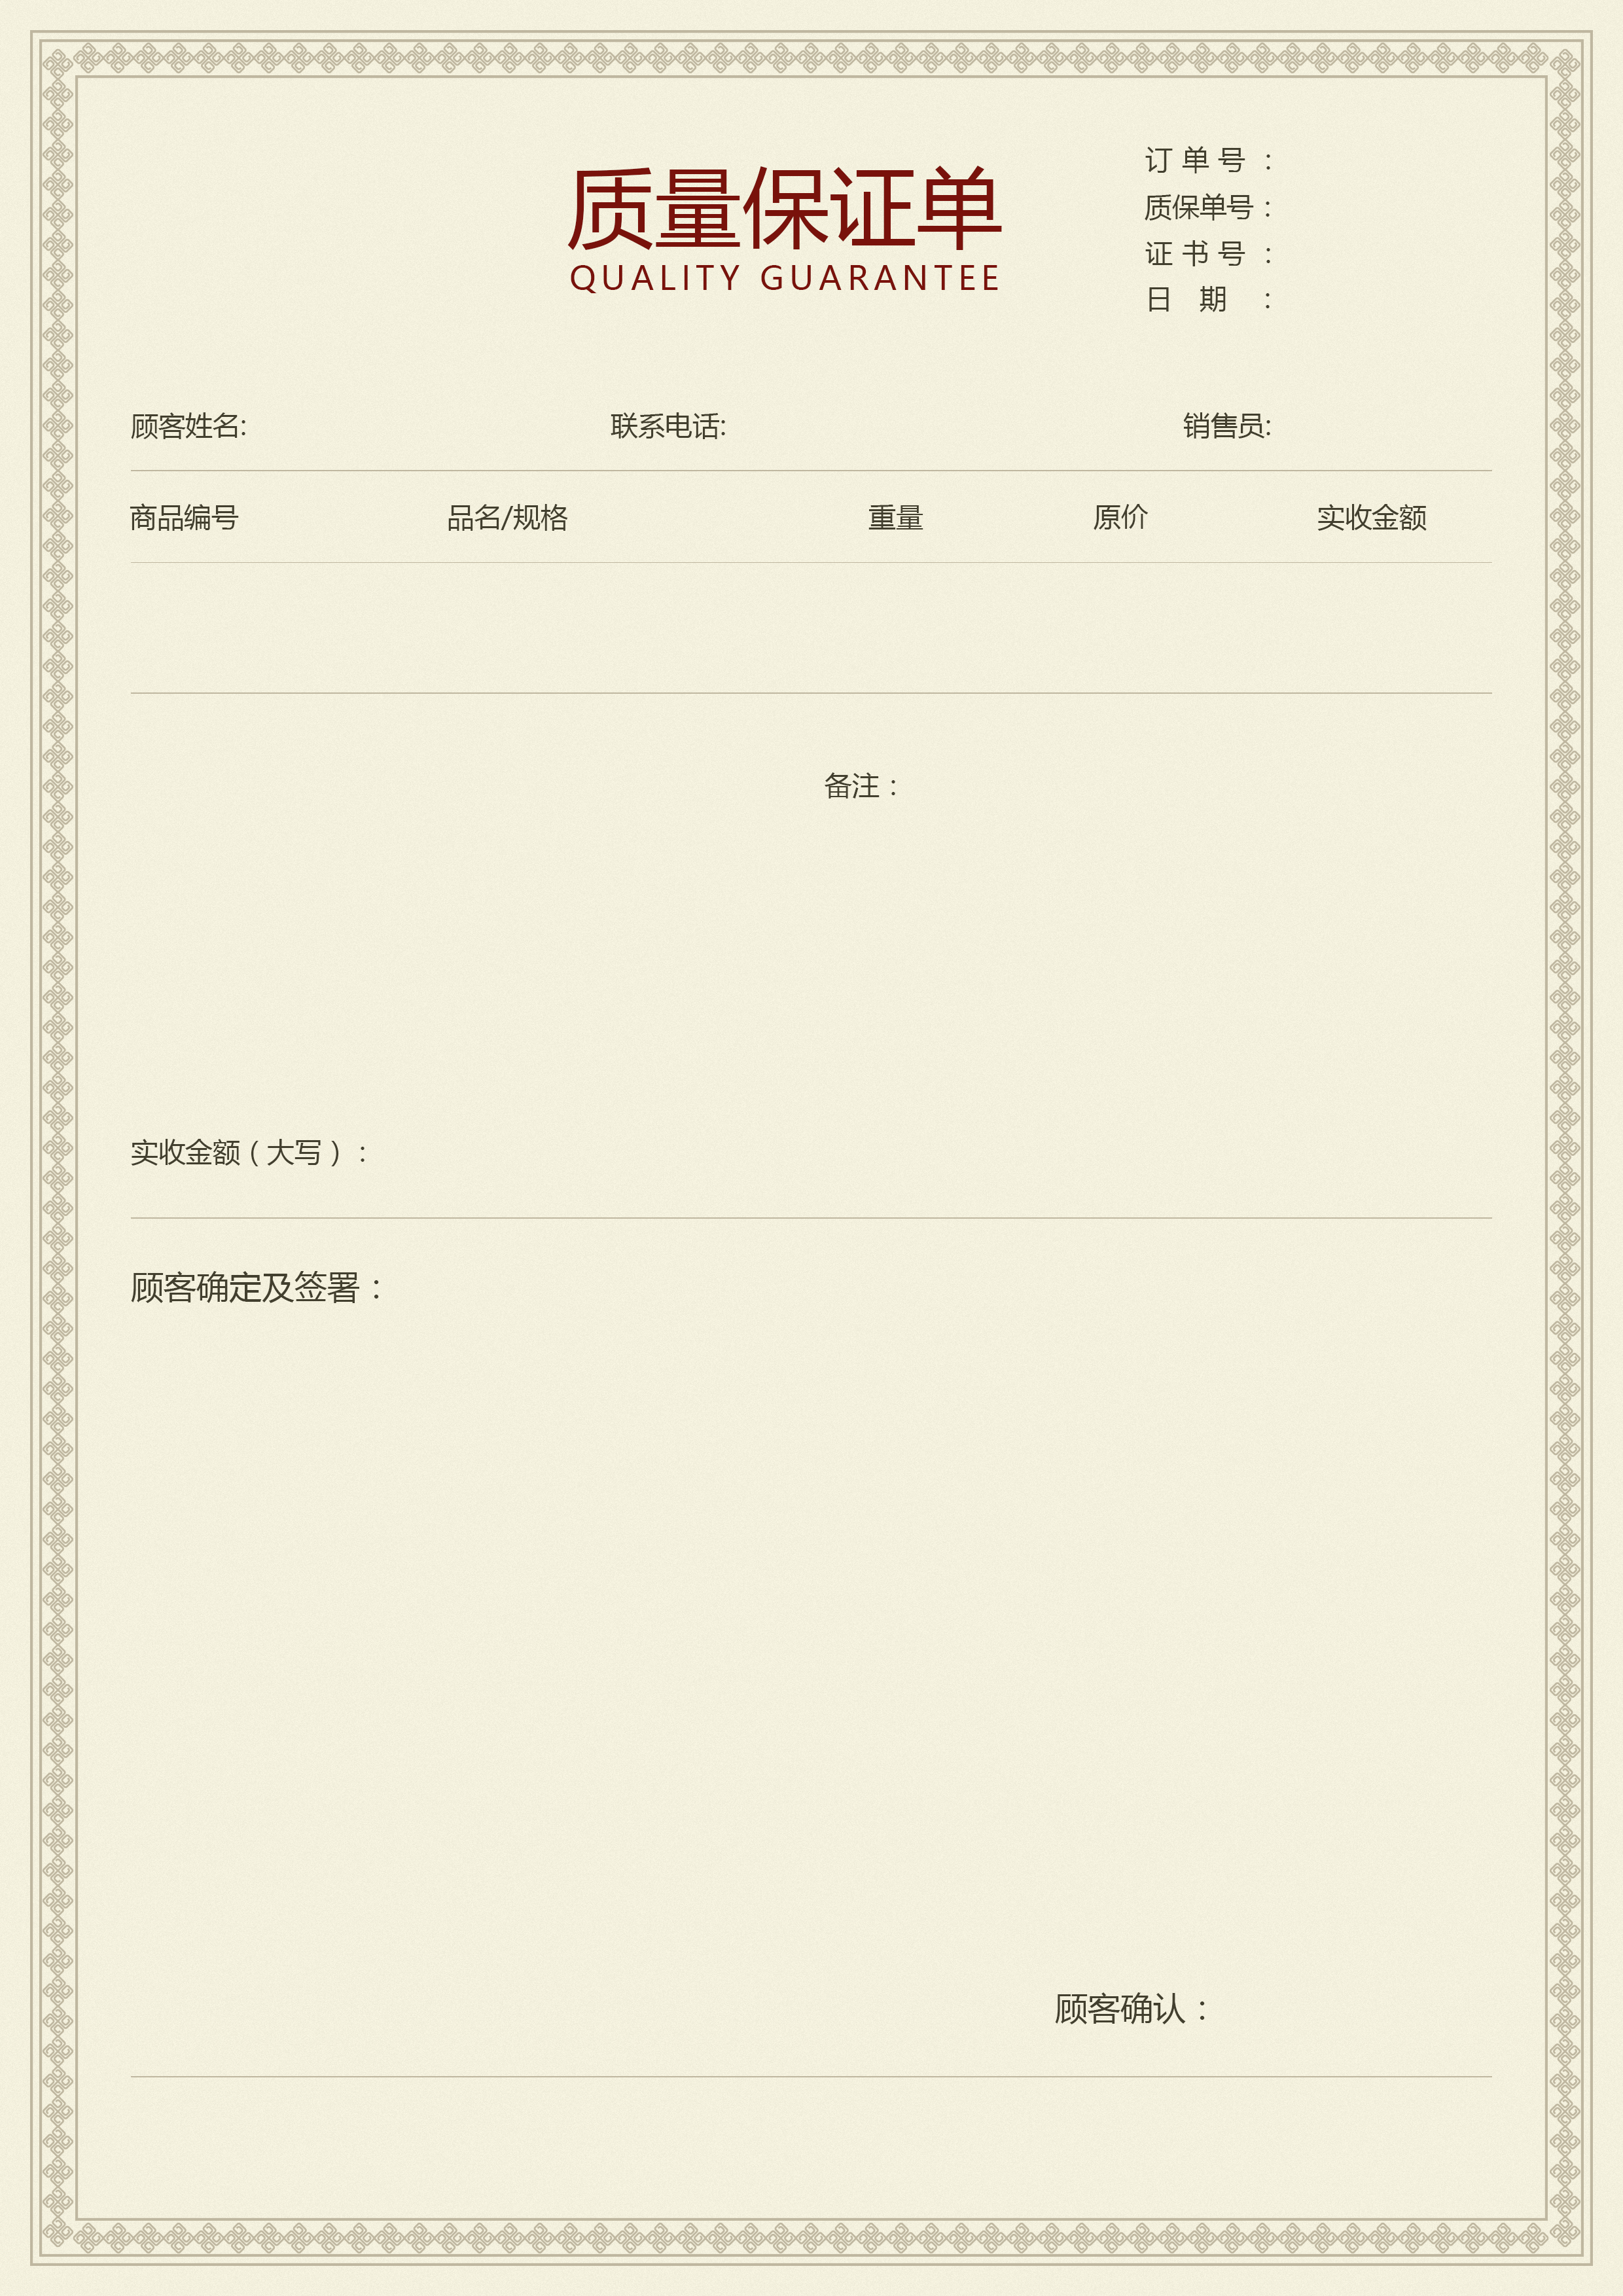 质量保证单
QUALITY GUARANTEE
订单号：
质保单号：
证书号：
日期：
顾客姓名: 联系电话: 销售员:
商品编号 品名/规格 重量 原价 实收金额
备注：
实收金额（大写）：
顾客确定及签署：
顾客确认：